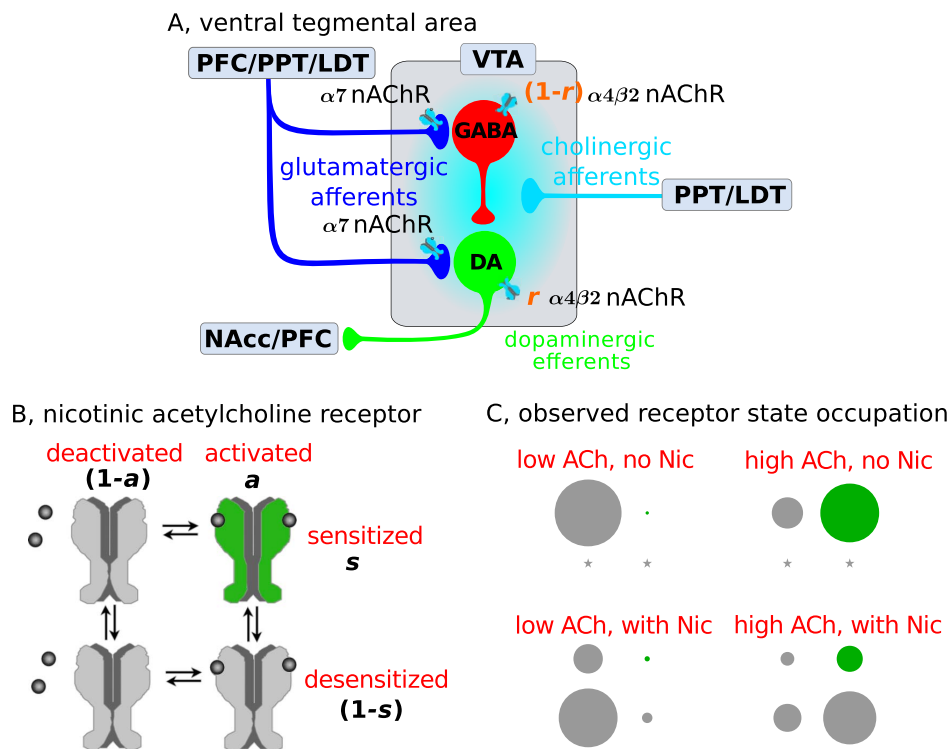 A, ventral tegmental area
PFC/PPT/LDT
VTA
α7 nAChR
(1-r) α4β2 nAChR
GABA
glutamatergic
afferents
cholinergic
afferents
PPT/LDT
α7 nAChR
DA
r α4β2 nAChR
NAcc/PFC
dopaminergic
efferents
B, nicotinic acetylcholine receptor
deactivated
(1-a)
activated
a
sensitized
s
desensitized
(1-s)
C, observed receptor state occupation
low ACh, no Nic
high ACh, no Nic
low ACh, with Nic
high ACh, with Nic